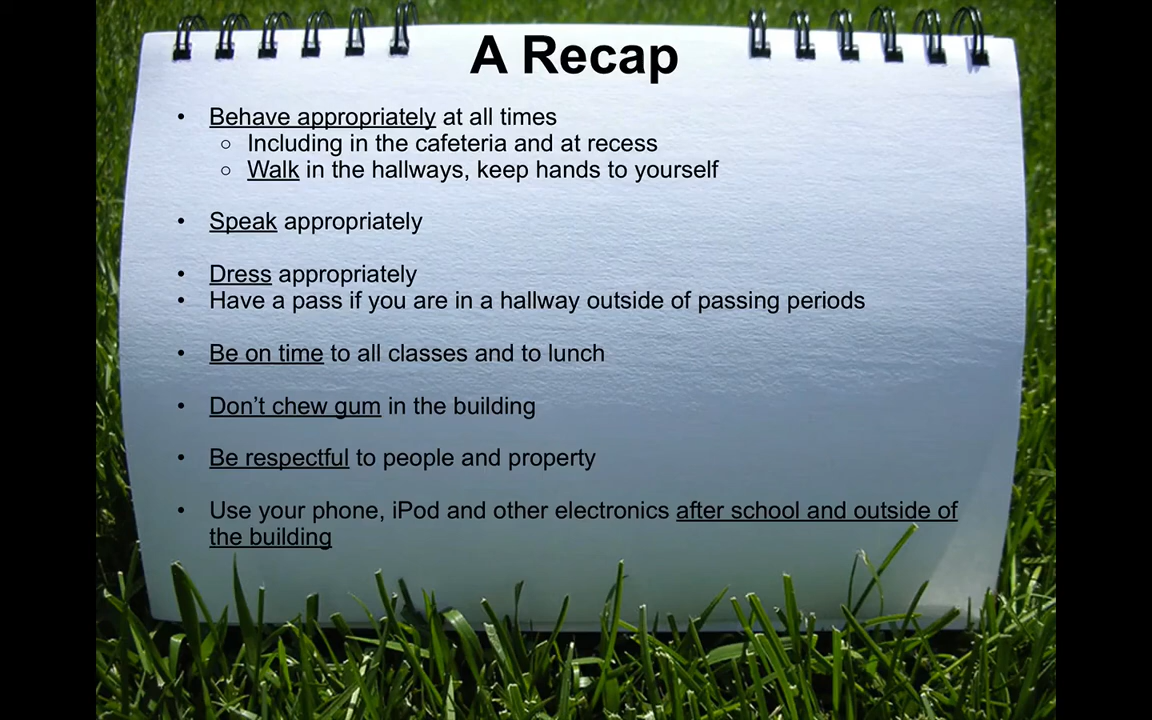 A Recap
• Behave appropriately at all times
○ Including in the cafeteria and at recess
○ Walk in the hallways, keep hands to yourself
• Speak appropriately
• Dress appropriately
• Have a pass if you are in a hallway outside of passing periods
• Be on time to all classes and to lunch
• Don’t chew gum in the building
• Be respectful to people and property
• Use your phone, iPod and other electronics after school and outside of
the building